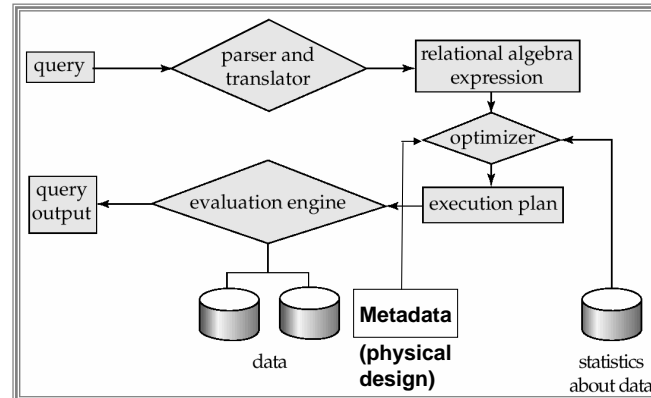 query
parser and
translator
relational algebra
expression
optimizer
query
output
evaluation engine
execution plan
data
Metadata
(physical
design)
statistics
about data